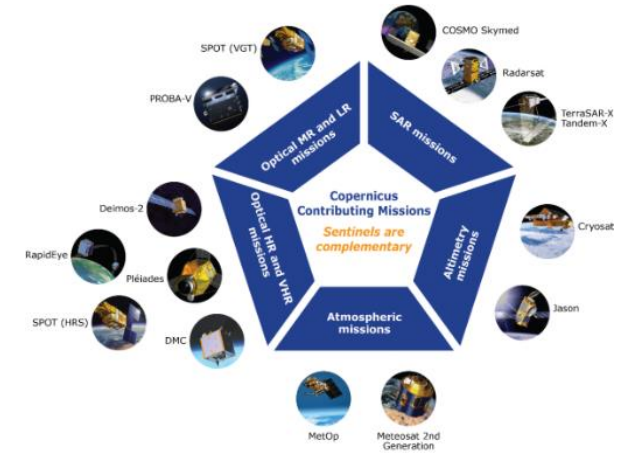 COSMO Skymed
SPOT (VGT)
Radarsat
PROBA-V
TerraSAR-X
Tandem-X
Optical MR and LR
missions
SAR missions
Copernicus
Contributing Missions
Sentinels are
complementary
Deimos-2
Optical HR and VHR
missions
Altimetry
missions
Cryosat
RapidEye
Pléiades
Jason
SPOT (HRS)
DMC
Atmospheric
missions
MetOp
Meteosat 2nd
Generation